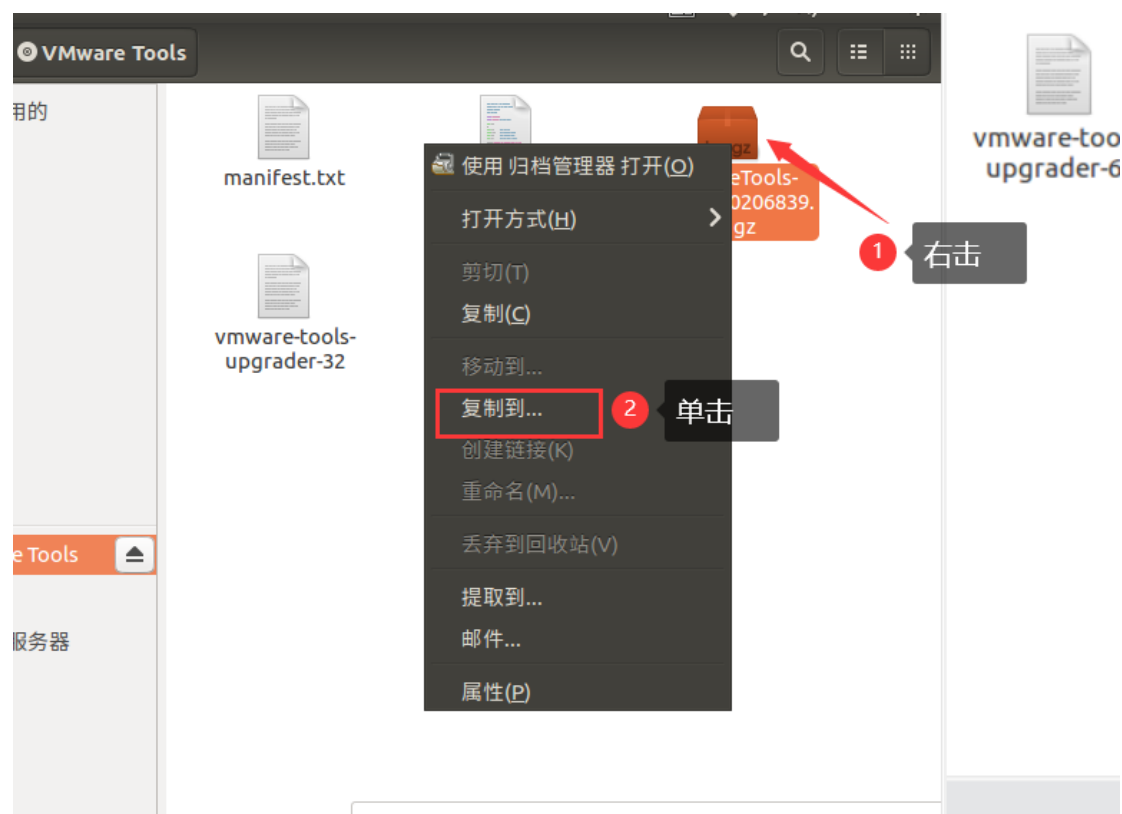 VMware Tools
用的
manifest.txt
vmware-too
upgrader-6
gz
eTools-
0206839.
gz
使用 归档管理器 打开(O)
打开方式(H)
1
右击
剪切(T)
复制(C)
vmware-tools-
upgrader-32
移动到...
复制到...
2
单击
创建链接(K)
重命名(M)...
丢弃到回收站(V)
e Tools
提取到...
服务器
邮件...
属性(P)